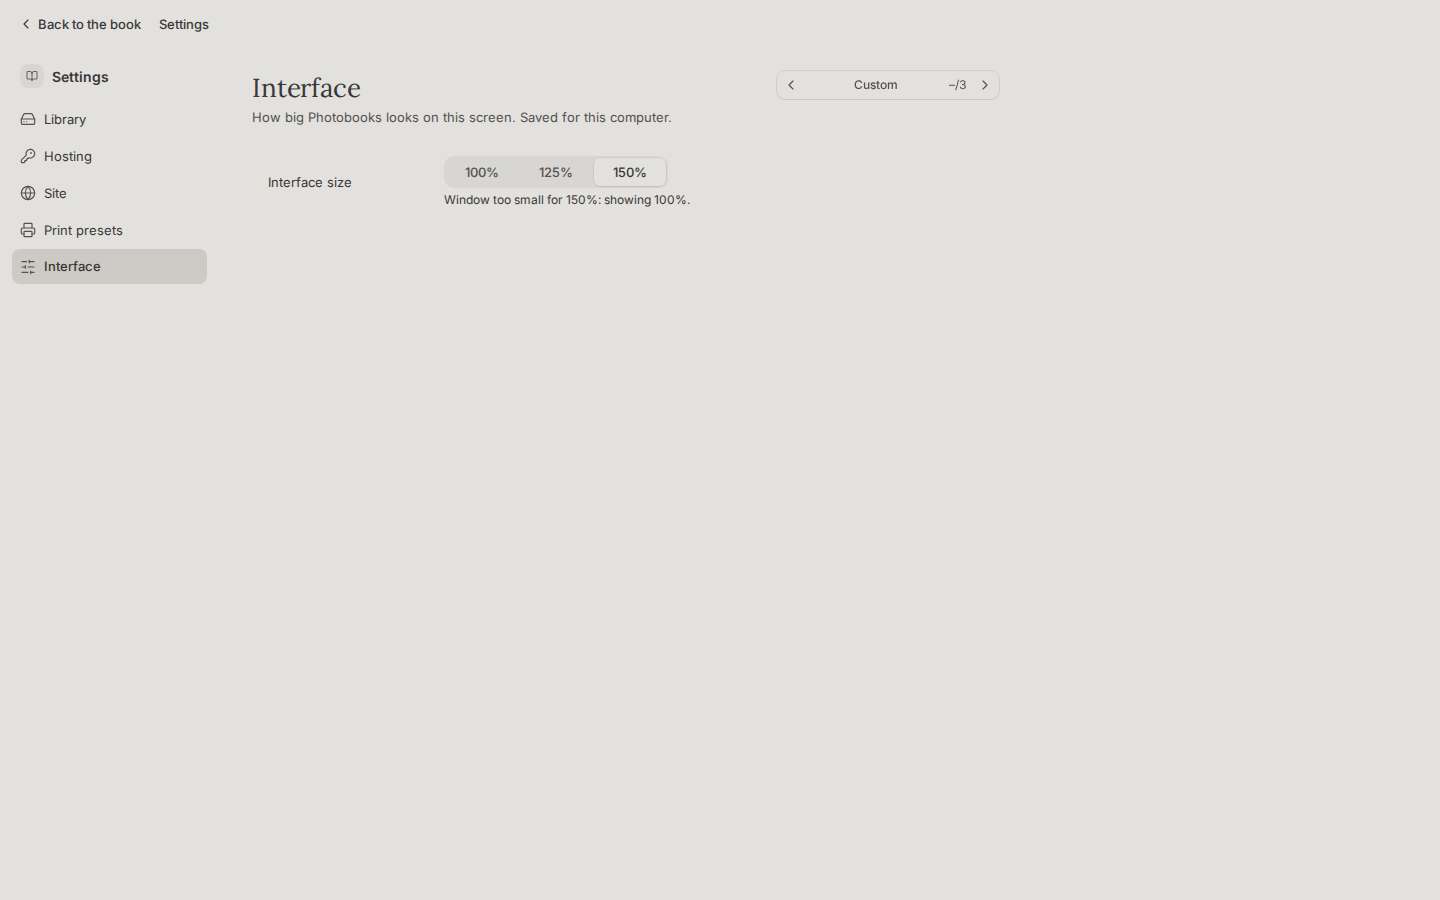 Back to the book Settings
Settings
Library
Hosting
Site
Print presets
Interface
Interface
How big Photobooks looks on this screen. Saved for this computer.
Custom –/3
Interface size
100% 125% 150%
Window too small for 150%: showing 100%.